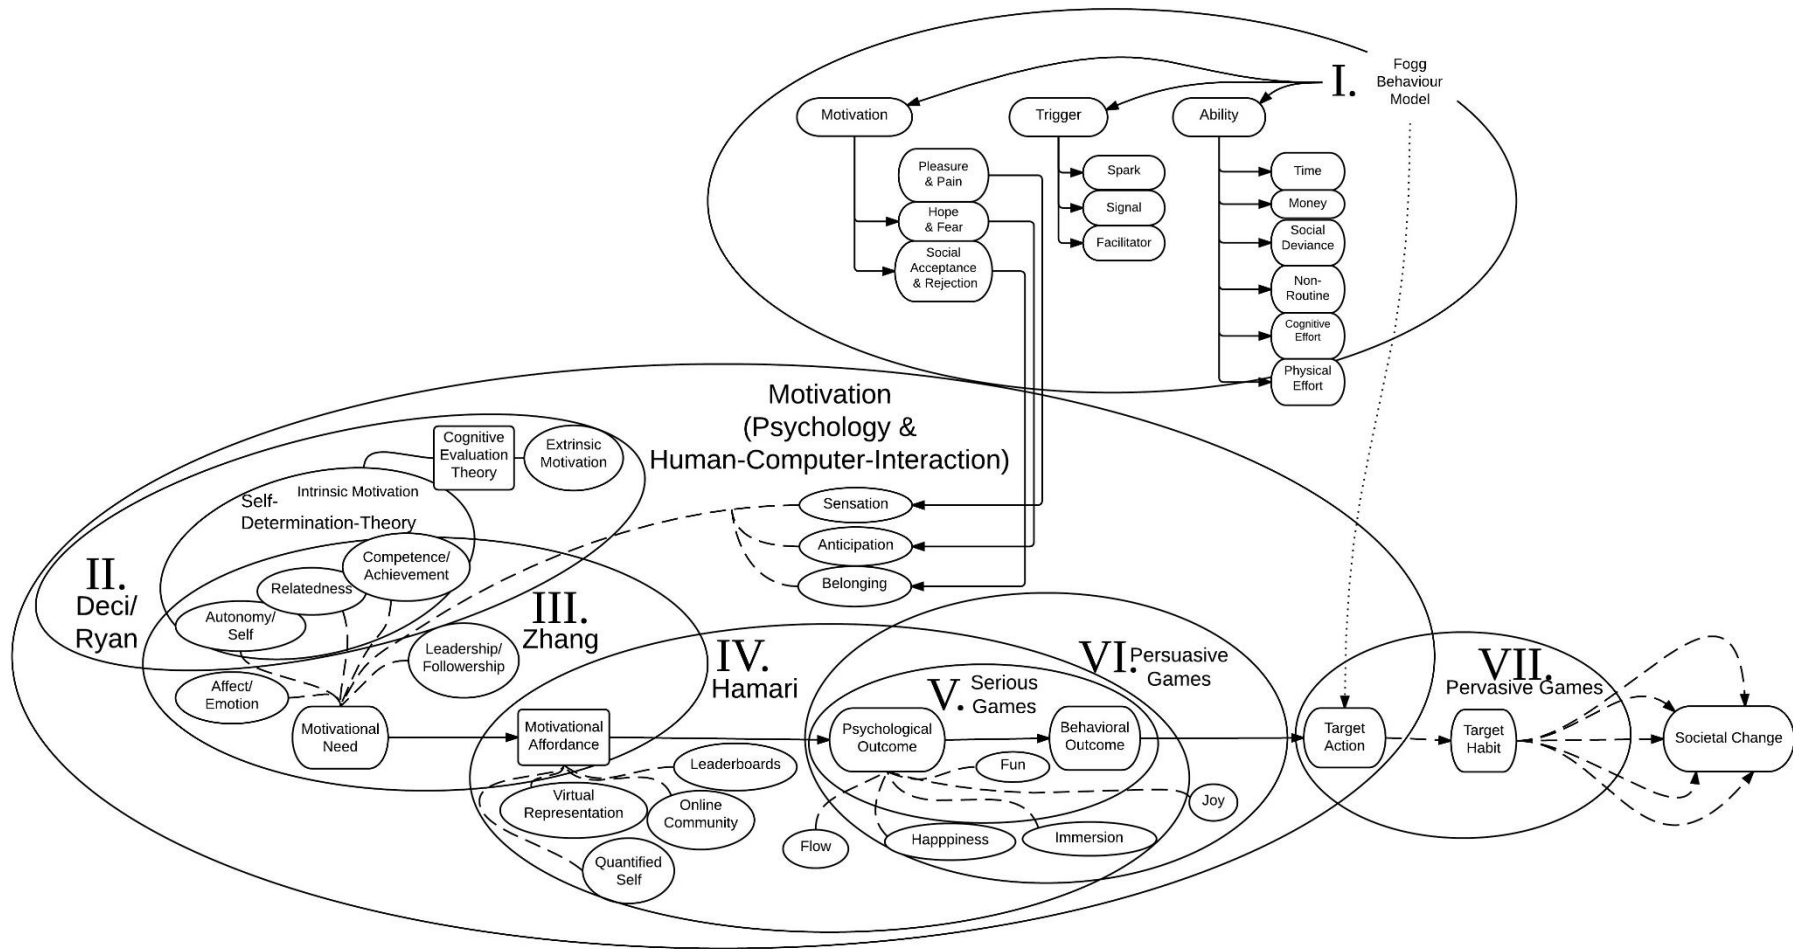 I.
Fogg
Behaviour
Model
Motivation
Trigger
Ability
Pleasure
& Pain
Hope
& Fear
Social
Acceptance
& Rejection
Spark
Signal
Facilitator
Time
Money
Social
Deviance
Non-
Routine
Cognitive
Effort
Physical
Effort
Motivation
(Psychology &
Human-Computer-Interaction)
Sensation
Anticipation
Belonging
Cognitive
Evaluation
Theory
Extrinsic
Motivation
Intrinsic Motivation
Self-
Determination-Theory
Competence/
Achievement
Relatedness
Autonomy/
Self
II.
Deci/
Ryan
III.
Zhang
Leadership/
Followership
Affect/
Emotion
Motivational
Need
Motivational
Affordance
IV.
Hamari
Leaderboards
Virtual
Representation
Online
Community
Quantified
Self
V.
Serious
Games
VI.
Persuasive
Games
Psychological
Outcome
Behavioral
Outcome
Fun
Joy
Flow
Happpiness
Immersion
VII.
Pervasive Games
Target
Action
Target
Habit
Societal Change